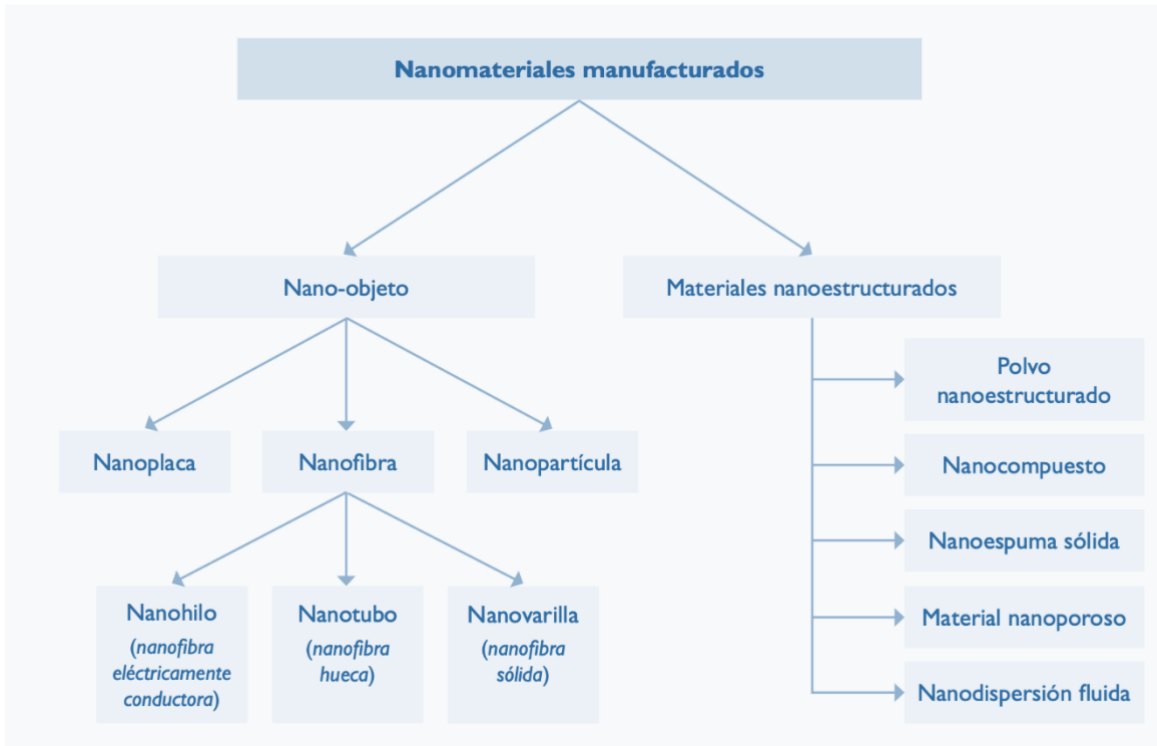 Nanomateriales manufacturados
Nano-objeto
Materiales nanoestructurados
Polvo
nanoestructurado
Nanoplaca
Nanofibra
Nanopartícula
Nanocompuesto
Nanoespuma sólida
Nanohilo
(nanofibra
eléctricamente
conductora)
Nanotubo
(nanofibra
hueca)
Nanovarilla
(nanofibra
sólida)
Material nanoporoso
Nanodispersión fluida